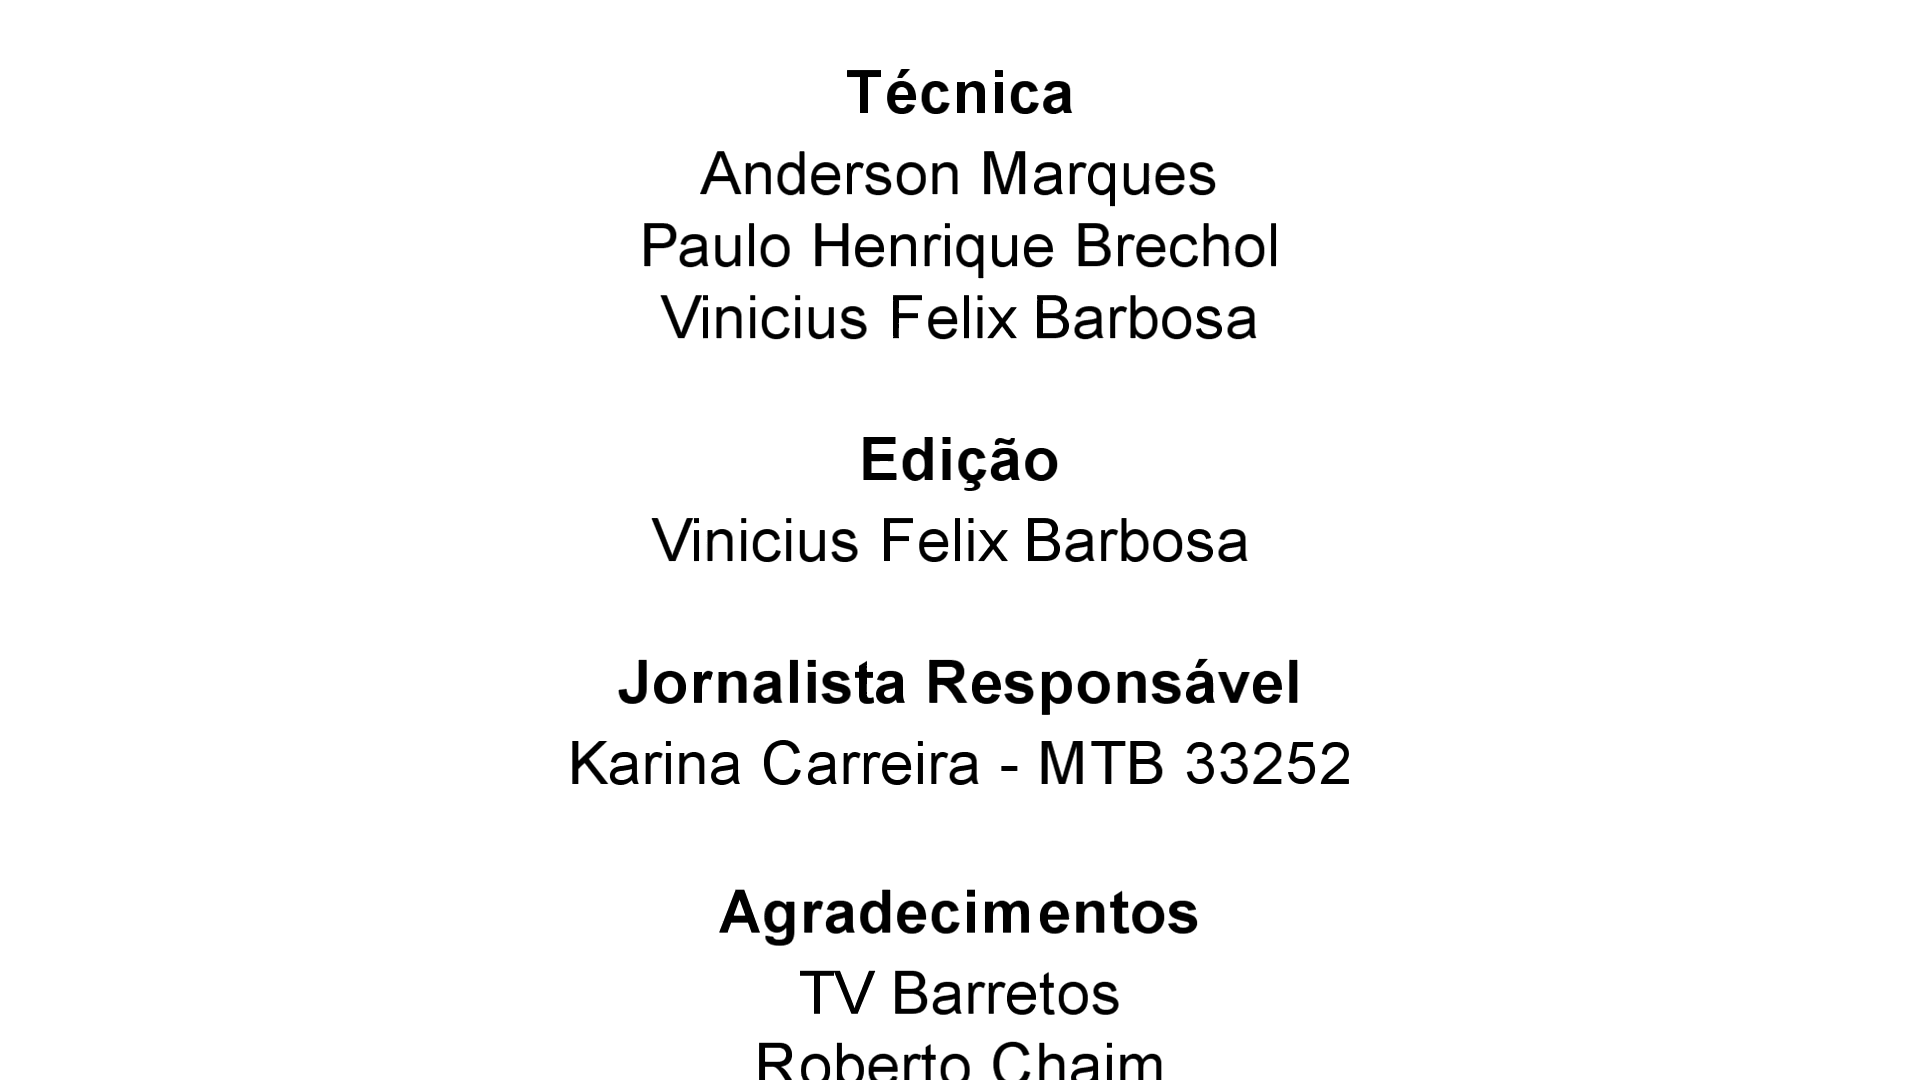 Técnica
Anderson Marques
Paulo Henrique Brechol
Vinicius Felix Barbosa
Edição
Vinicius Felix Barbosa
Jornalista Responsável
Karina Carreira - MTB 33252
Agradecimentos
TV Barretos
Roberto Chaim